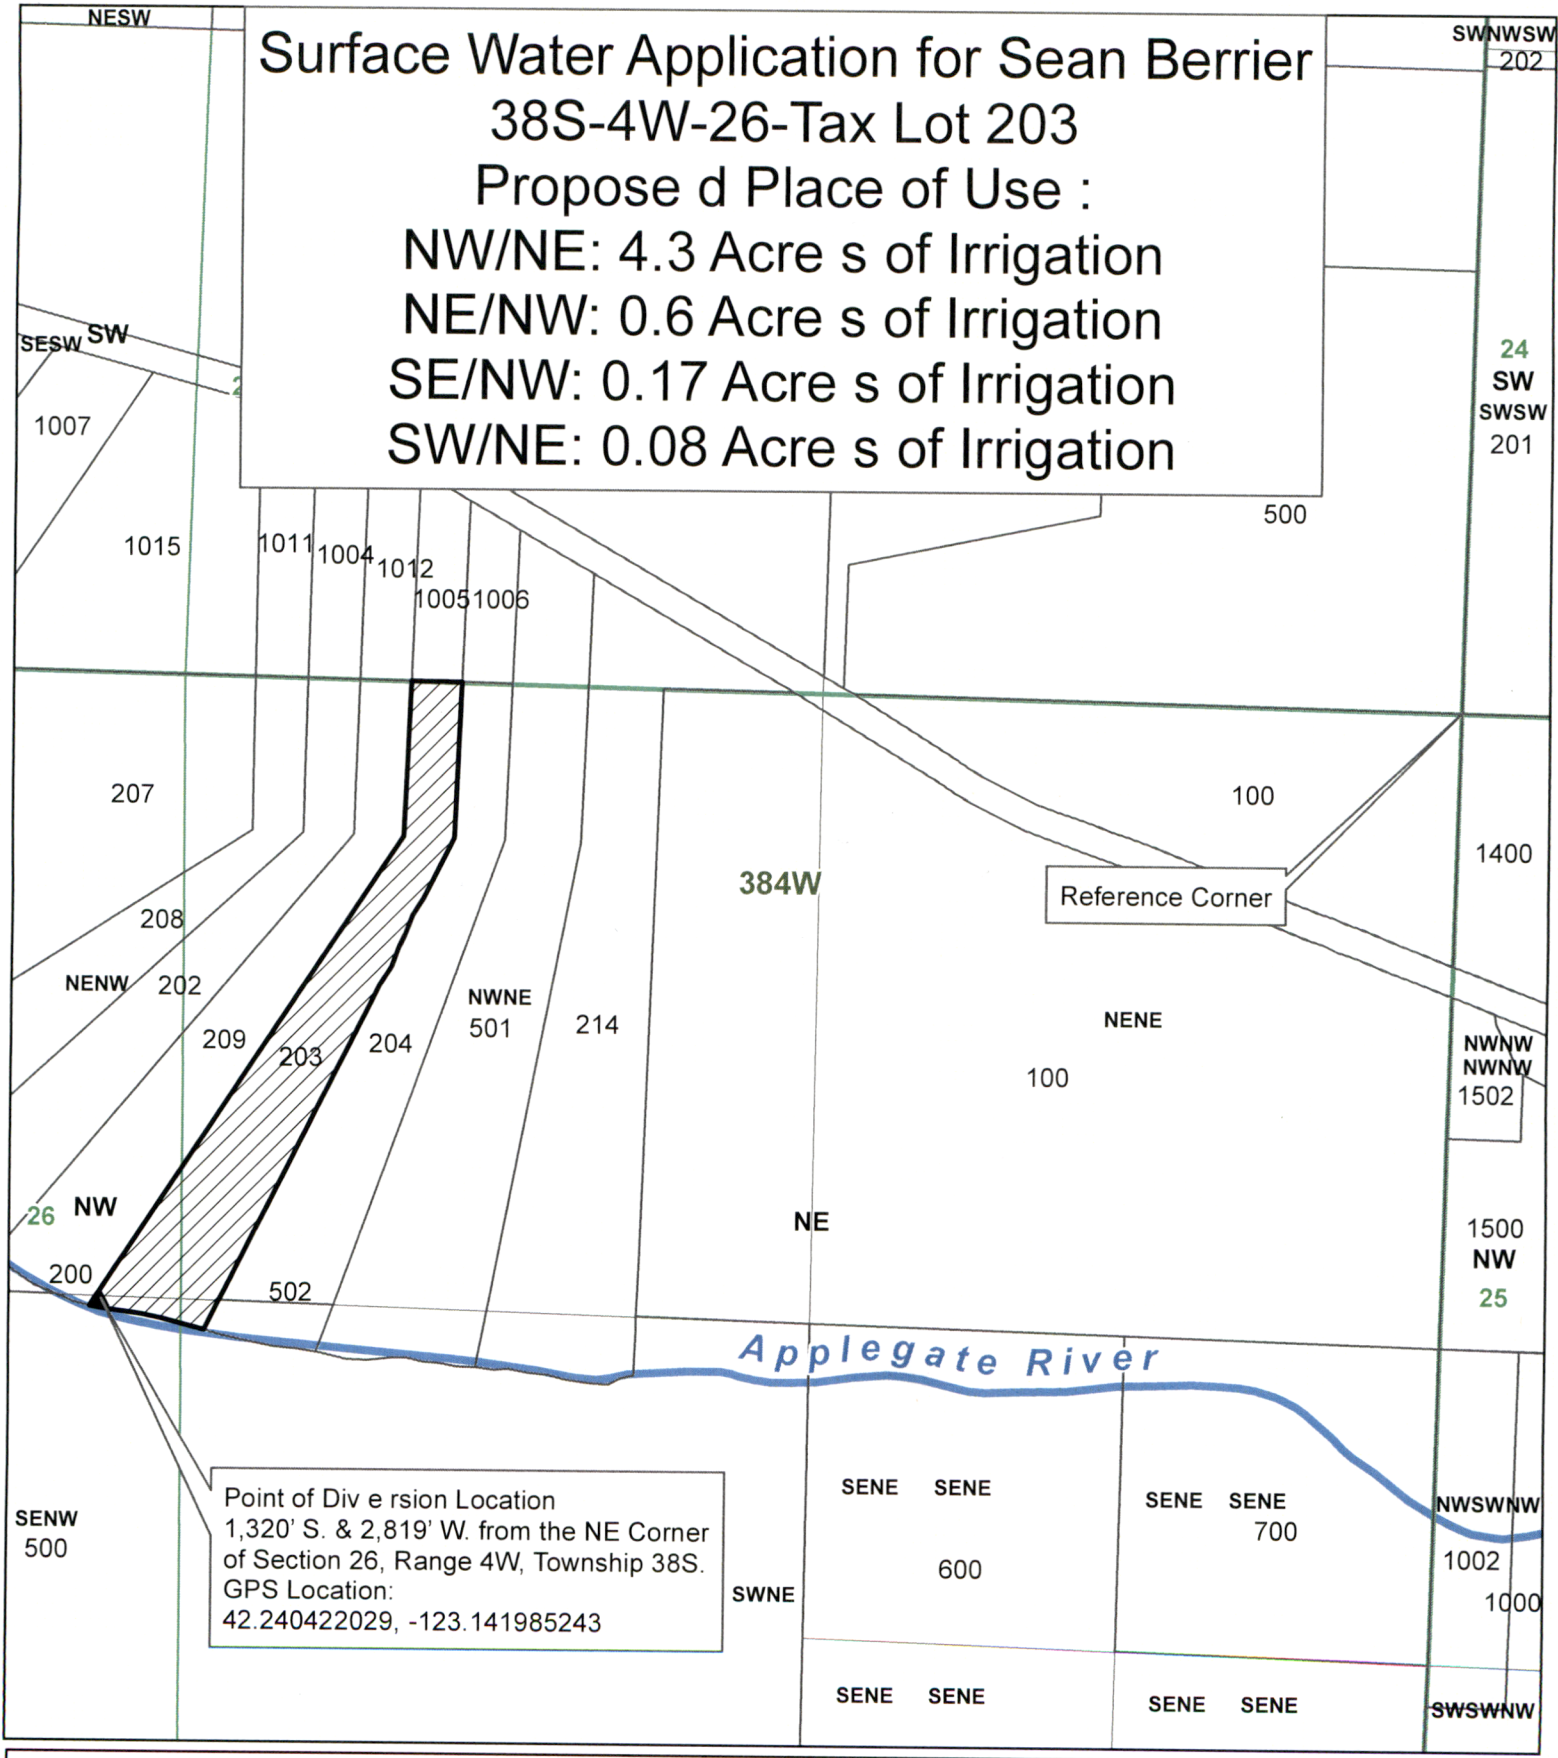 NESW
SWNWSW
202
Surface Water Application for Sean Berrier
38S-4W-26-Tax Lot 203
Propose d Place of Use :
NW/NE: 4.3 Acre s of Irrigation
NE/NW: 0.6 Acre s of Irrigation
SE/NW: 0.17 Acre s of Irrigation
SW/NE: 0.08 Acre s of Irrigation
SESW SW
24
SW
SWSW
201
1007
500
1015
1011
1004
1012
1005
1006
207
100
1400
384W
Reference Corner
208
NENW
202
NWNE
501
214
209
203
204
NENE
100
NWNW
NWNW
1502
26
NW
NE
1500
NW
25
200
502
Applegate River
Point of Div e rsion Location
1,320' S. & 2,819' W. from the NE Corner
of Section 26, Range 4W, Township 38S.
GPS Location:
42.240422029, -123.141985243
SENW
500
SWNE
SENE SENE
600
SENE SENE
700
NWSWNW
1002
1000
SENE SENE
SENE SENE
SWSWNW